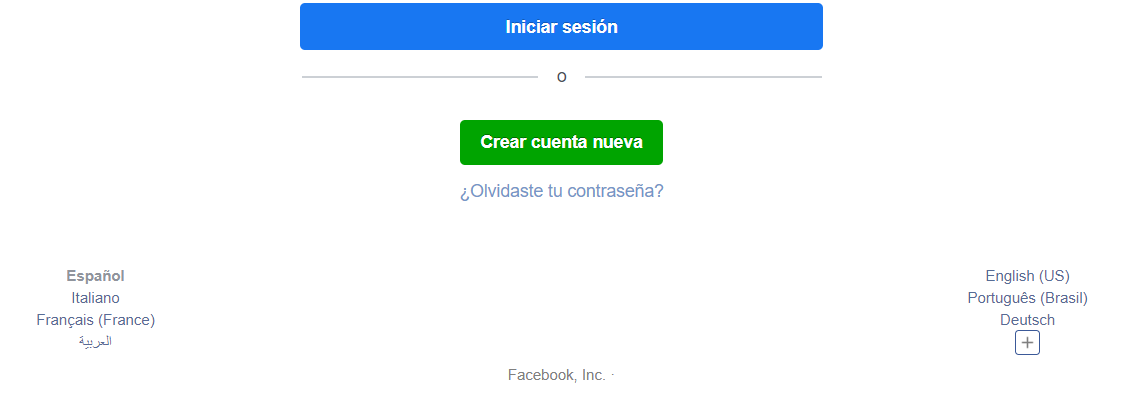 Iniciar sesión
o
Crear cuenta nueva
¿Olvidaste tu contraseña?
Español
English (US)
Italiano
Português (Brasil)
Français (France)
Deutsch
العربية
+
Facebook, Inc. ·